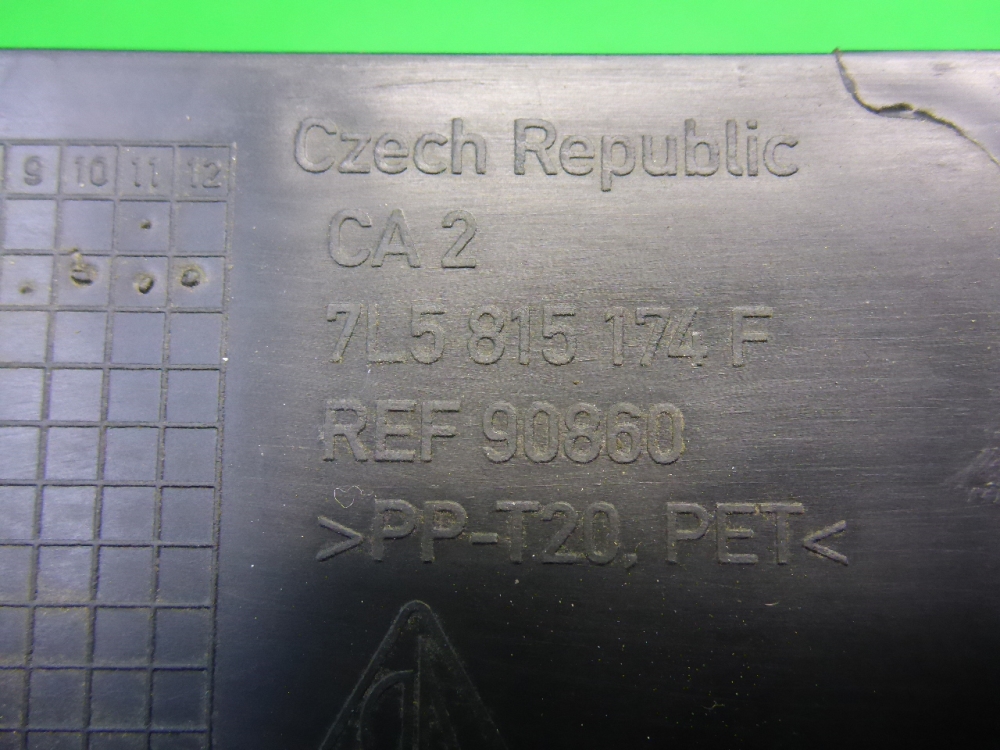 Czech Republic
9 10 11 12
CA 2
7L5 815 174 F
REF 90860
>PP-T20, PET<